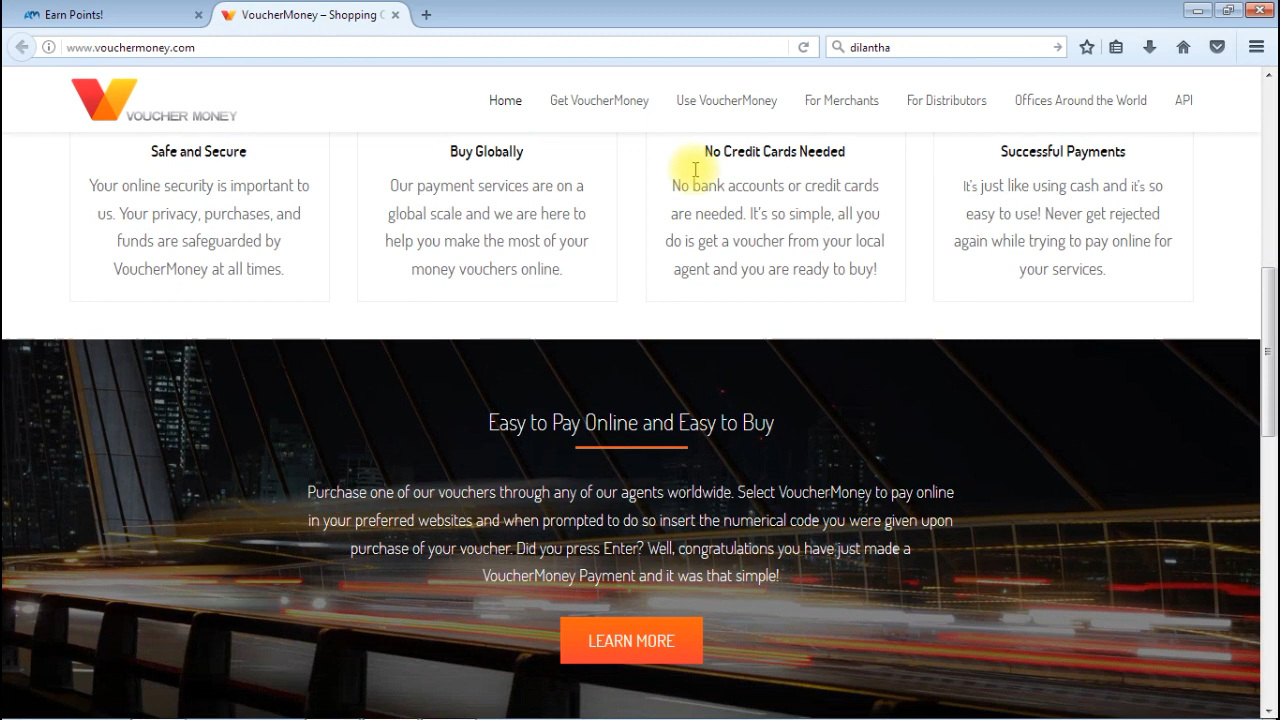 Earn Points!
VoucherMoney – Shopping
www.vouchermoney.com
dilantha
VOUCHER MONEY
Home
Get VoucherMoney
Use VoucherMoney
For Merchants
For Distributors
Offices Around the World
API
Safe and Secure
Your online security is important to
us. Your privacy, purchases, and
funds are safeguarded by
VoucherMoney at all times.
Buy Globally
Our payment services are on a
global scale and we are here to
help you make the most of your
money vouchers online.
No Credit Cards Needed
No bank accounts or credit cards
are needed. It's so simple, all you
do is get a voucher from your local
agent and you are ready to buy!
Successful Payments
It's just like using cash and it's so
easy to use! Never get rejected
again while trying to pay online for
your services.
Easy to Pay Online and Easy to Buy
Purchase one of our vouchers through any of our agents worldwide. Select VoucherMoney to pay online
in your preferred websites and when prompted to do so insert the numerical code you were given upon
purchase of your voucher. Did you press Enter? Well, congratulations you have just made a
VoucherMoney Payment and it was that simple!
LEARN MORE